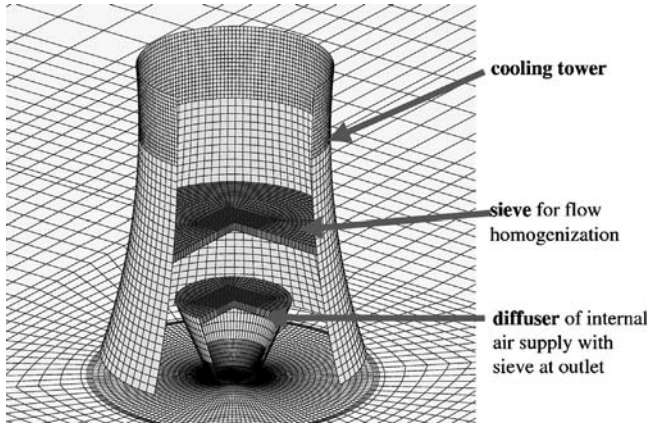 cooling tower
sieve for flow
homogenization
diffuser of internal
air supply with
sieve at outlet